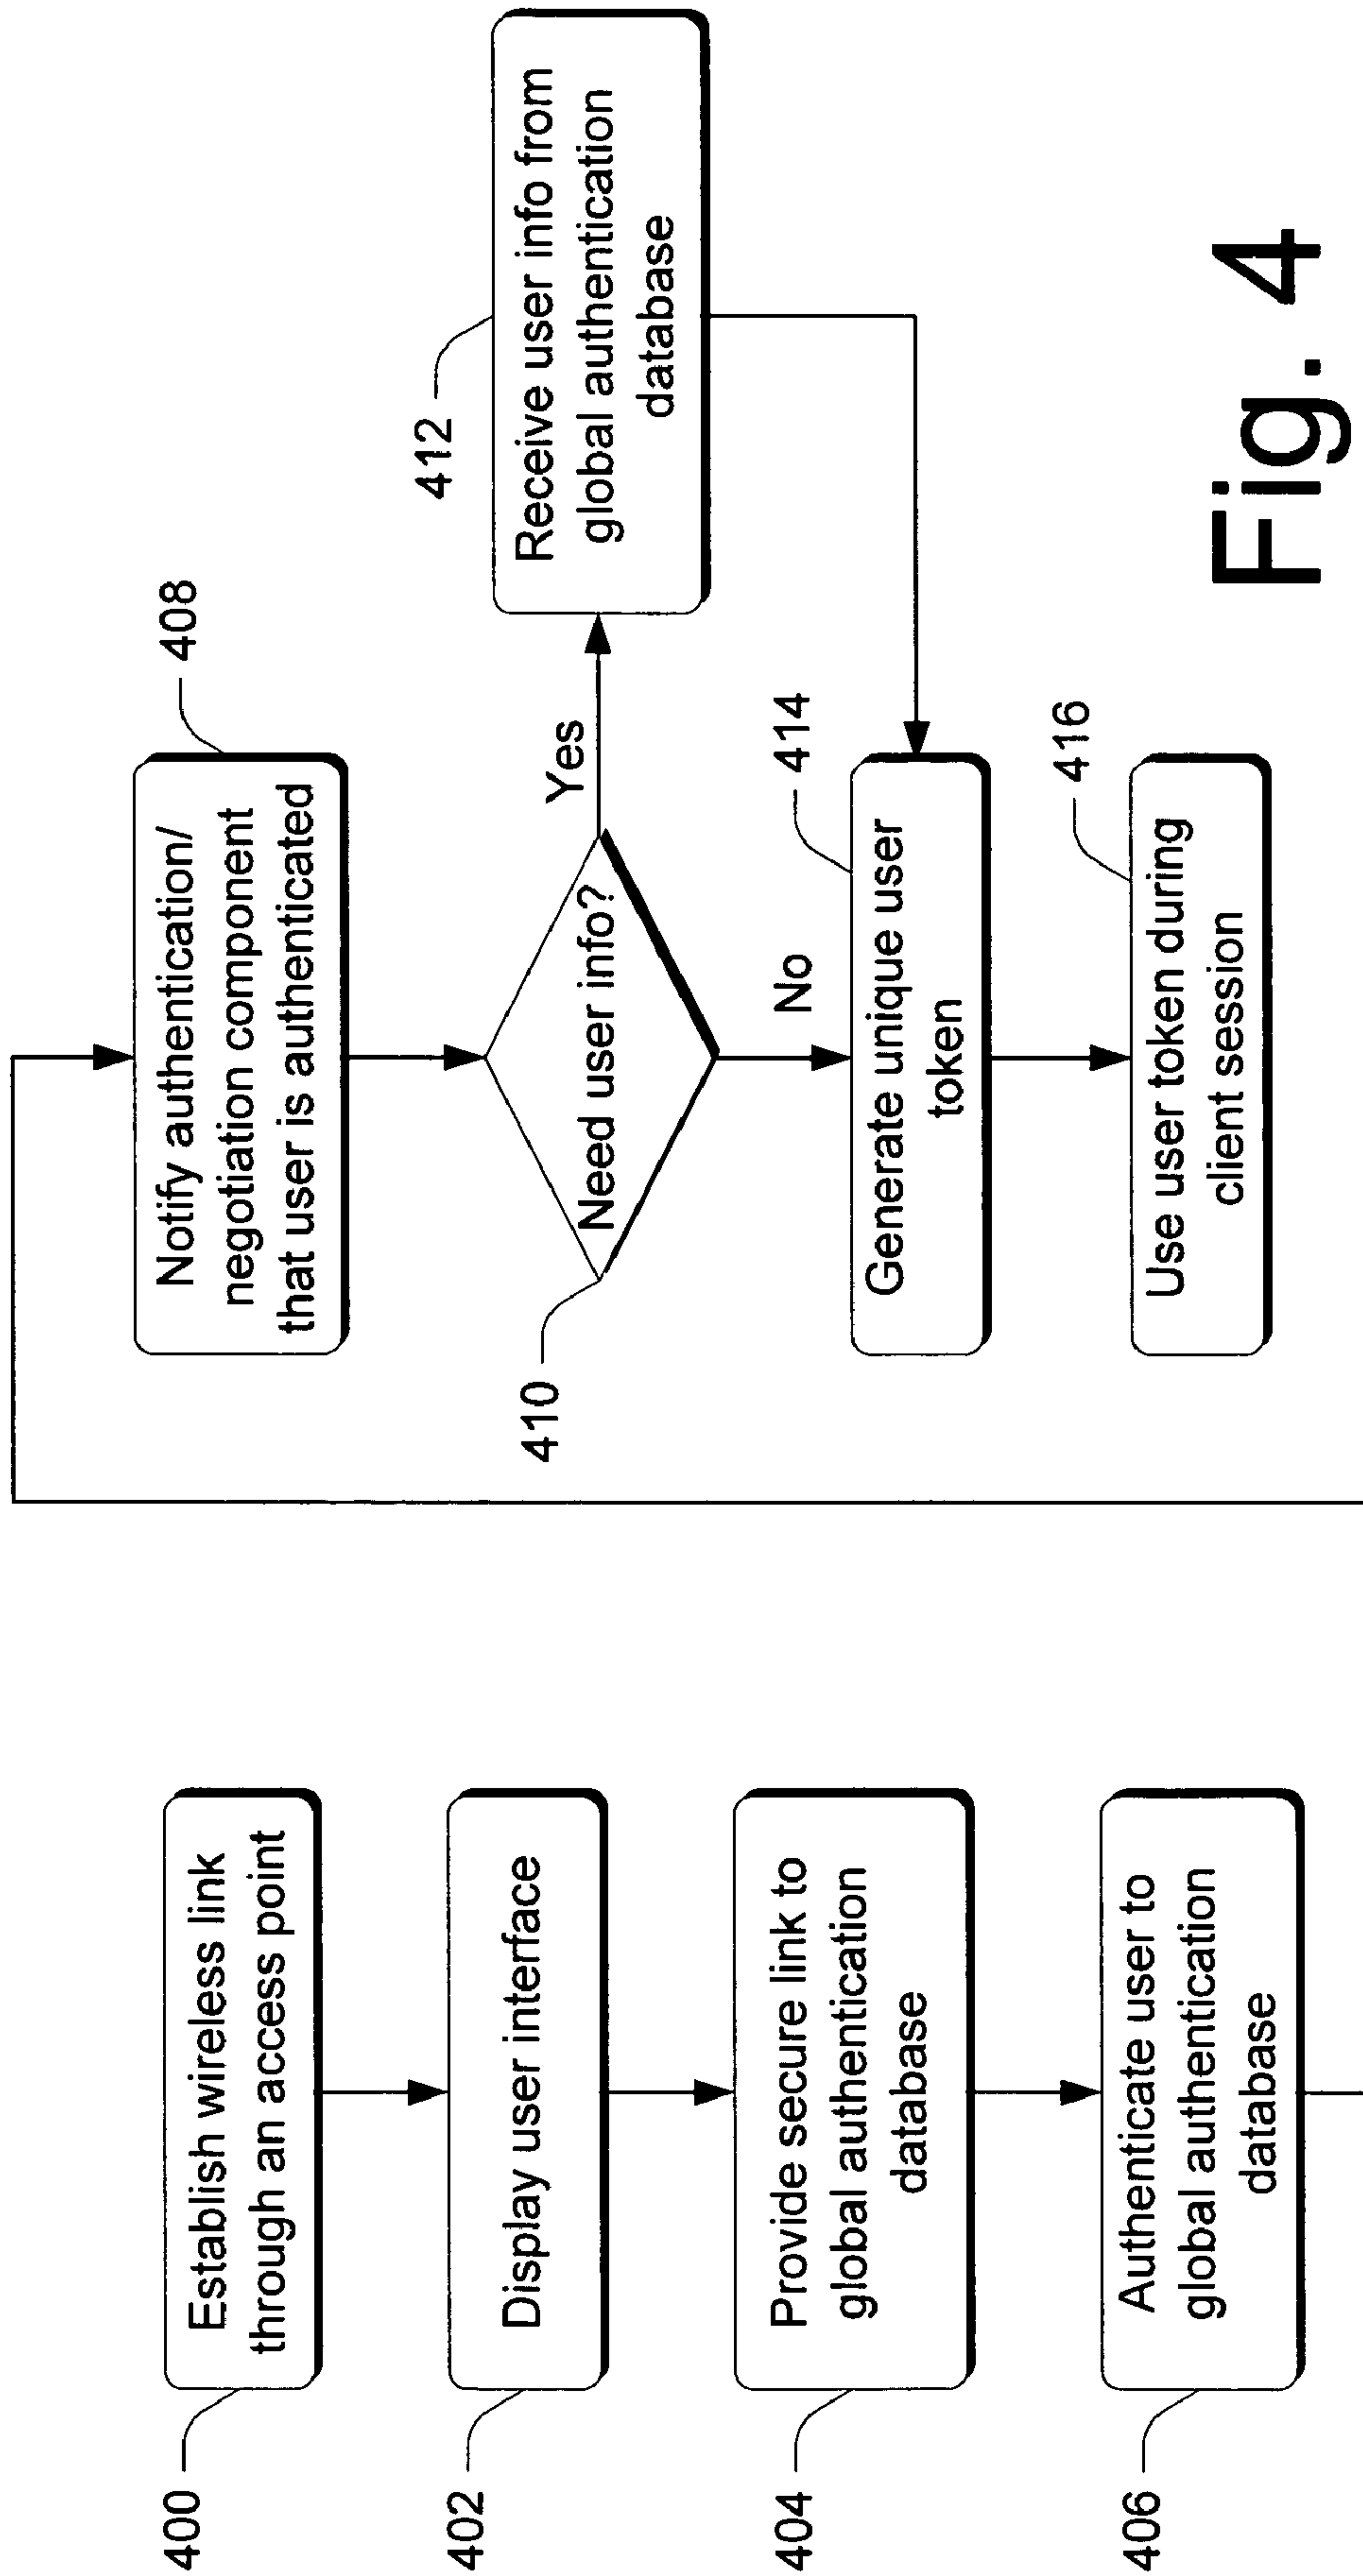 400
Establish wireless link
through an access point
402
Display user interface
404
Provide secure link to
global authentication
database
406
Authenticate user to
global authentication
database
408
Notify authentication/
negotiation component
that user is authenticated
410
Need user info?
Yes
No
412
Receive user info from
global authentication
database
414
Generate unique user
token
416
Use user token during
client session
Fig. 4